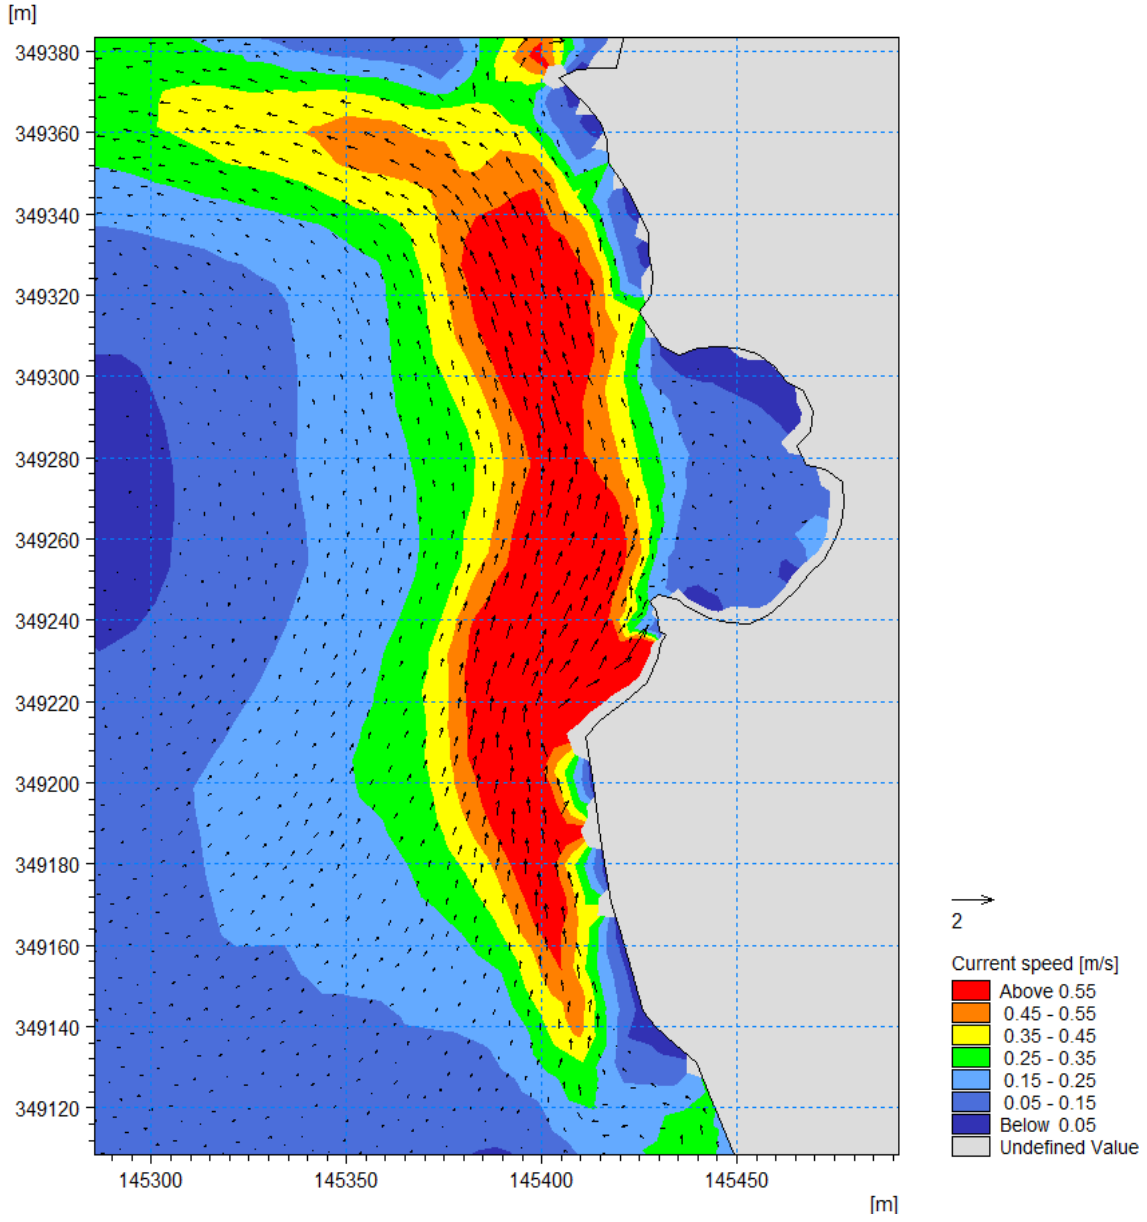 [m]
349380
349360
349340
349320
349300
349280
349260
349240
349220
349200
349180
349160
349140
349120
145300 145350 145400 145450
[m]
2
Current speed [m/s]
Above 0.55
0.45 - 0.55
0.35 - 0.45
0.25 - 0.35
0.15 - 0.25
0.05 - 0.15
Below 0.05
Undefined Value